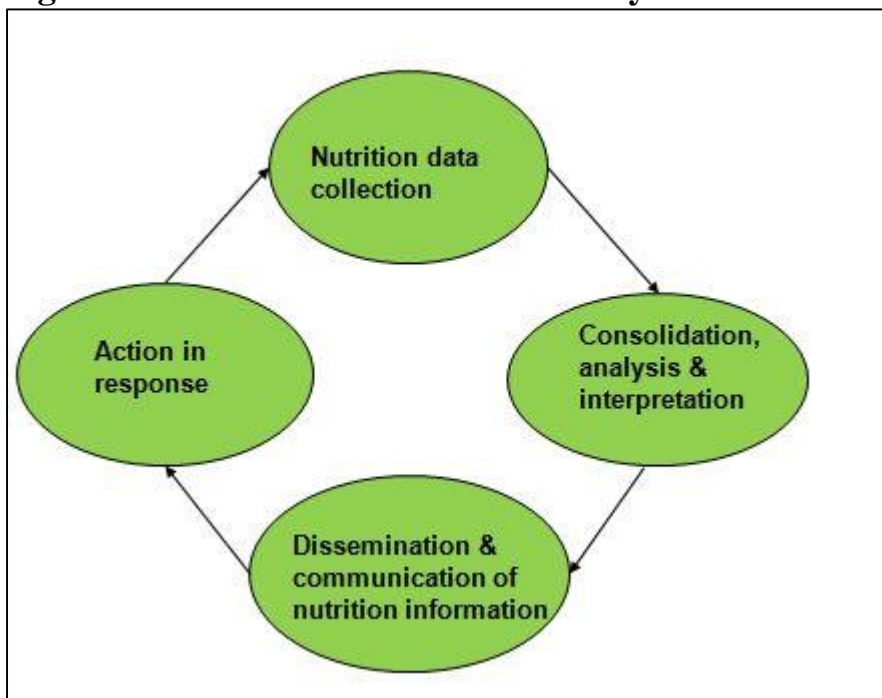 Nutrition data
collection
Consolidation,
analysis &
interpretation
Action in
response
Dissemination &
communication of
nutrition information